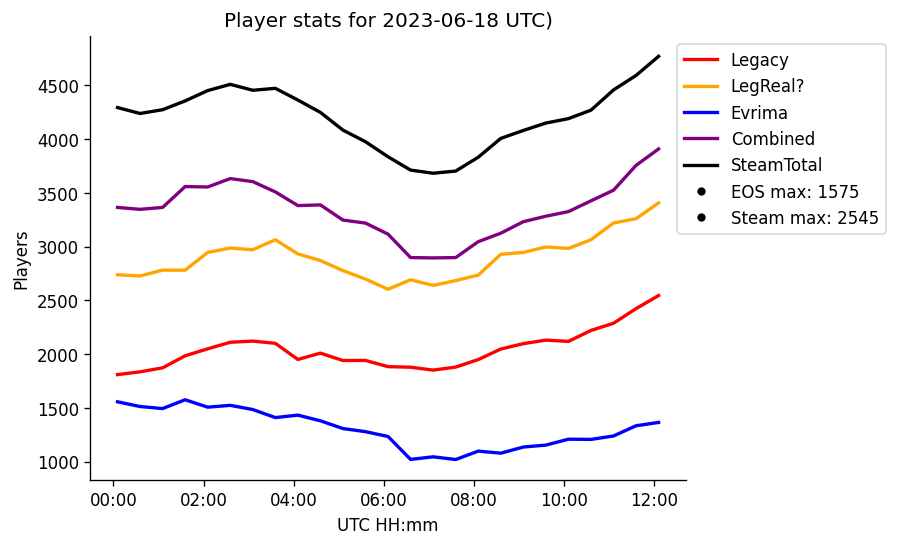 Player stats for 2023-06-18 UTC)
Players
4500
4000
3500
3000
2500
2000
1500
1000
00:00 02:00 04:00 06:00 08:00 10:00 12:00
UTC HH:mm
Legacy
LegReal?
Evrima
Combined
SteamTotal
EOS max: 1575
Steam max: 2545